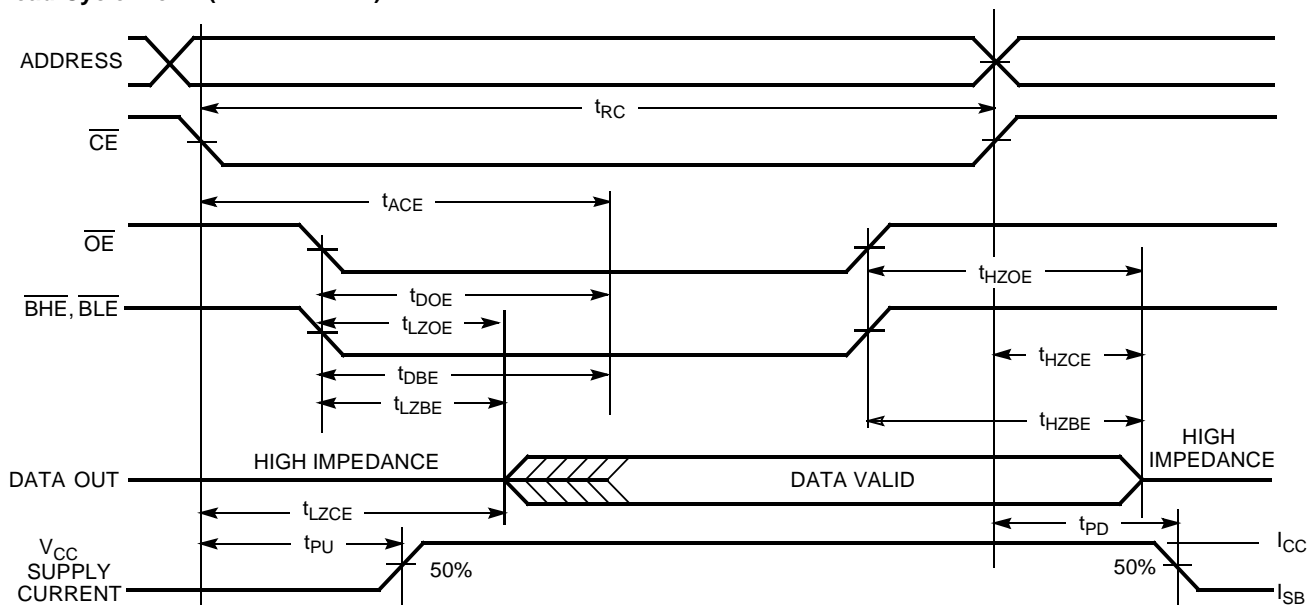 ADDRESS
tRC
CE
tACE
OE
tHZOE
tDOE
BHE, BLE
tLZOE
tHZCE
tDBE
tLZBE
tHZBE
HIGH IMPEDANCE
HIGH
IMPEDANCE
DATA OUT
DATA VALID
tLZCE
tPD
VCC
SUPPLY
CURRENT
tPU
50%
50%
ICC
ISB